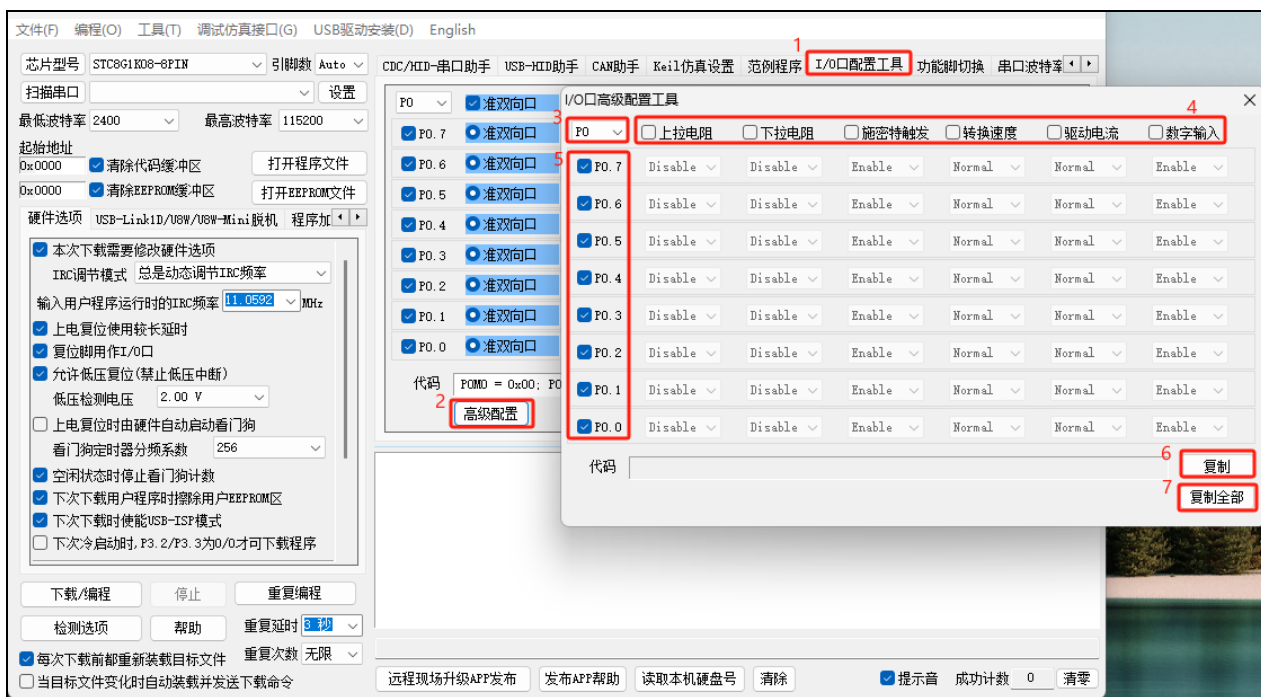 文件(F) 编程(O) 工具(T) 调试仿真接口(G) USB驱动安装(D) English
芯片型号 STC8G1K08-8PIN 引脚数 Auto
扫描串口 设置
最低波特率 2400 最高波特率 115200
起始地址
0x0000 清除代码缓冲区 打开程序文件
0x0000 清除EEPROM缓冲区 打开EEPROM文件
硬件选项 USB-Link1D/U8W/U8W-Mini脱机 程序加
本次下载需要修改硬件选项
IRC调节模式 总是动态调节IRC频率
输入用户程序运行时的IRC频率 11.0592 MHz
上电复位使用较长延时
复位脚用作I/O口
允许低压复位(禁止低压中断)
低压检测电压 2.00 V
上电复位时由硬件自动启动看门狗
看门狗定时器分频系数 256
空闲状态时停止看门狗计数
下次下载用户程序时擦除用户EEPROM区
下次下载时使能USB-ISP模式
下次冷启动时,P3.2/P3.3为0/0才可下载程序
下载/编程 停止 重复编程
检测选项 帮助 重复延时 3 秒
每次下载前都重新装载目标文件 重复次数 无限
当目标文件变化时自动装载并发送下载命令
1
CDC/HID-串口助手 USB-HID助手 CAN助手 Keil仿真设置 范例程序 I/O口配置工具 功能脚切换 串口波特率
P0 准双向口
P0.7 准双向口
P0.6 准双向口
P0.5 准双向口
P0.4 准双向口
P0.3 准双向口
P0.2 准双向口
P0.1 准双向口
P0.0 准双向口
代码 P0M0 = 0x00; P0
2 高级配置
I/O口高级配置工具
4
3 P0 上拉电阻 下拉电阻 施密特触发 转换速度 驱动电流 数字输入
5 P0.7 Disable Disable Enable Normal Normal Enable
P0.6 Disable Disable Enable Normal Normal Enable
P0.5 Disable Disable Enable Normal Normal Enable
P0.4 Disable Disable Enable Normal Normal Enable
P0.3 Disable Disable Enable Normal Normal Enable
P0.2 Disable Disable Enable Normal Normal Enable
P0.1 Disable Disable Enable Normal Normal Enable
P0.0 Disable Disable Enable Normal Normal Enable
代码 6 复制
7 复制全部
远程现场升级APP发布 发布APP帮助 读取本机硬盘号 清除 提示音 成功计数 0 清零